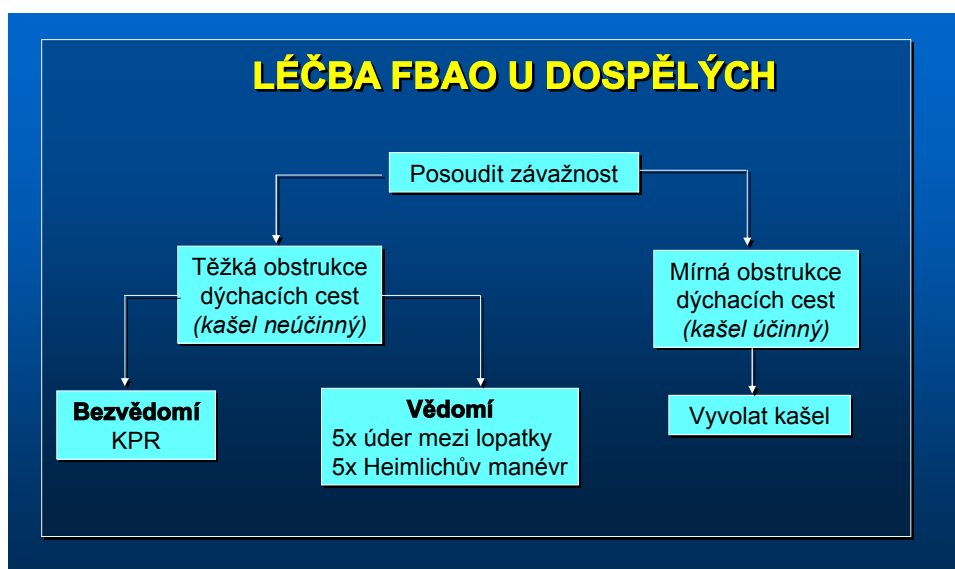 LÉČBA FBAO U DOSPĚLÝCH
Posoudit závažnost
Těžká obstrukce
dýchacích cest
(kašel neúčinný)
Mírná obstrukce
dýchacích cest
(kašel účinný)
Bezvědomí
KPR
Vědomí
5x úder mezi lopatky
5x Heimlichův manévr
Vyvolat kašel